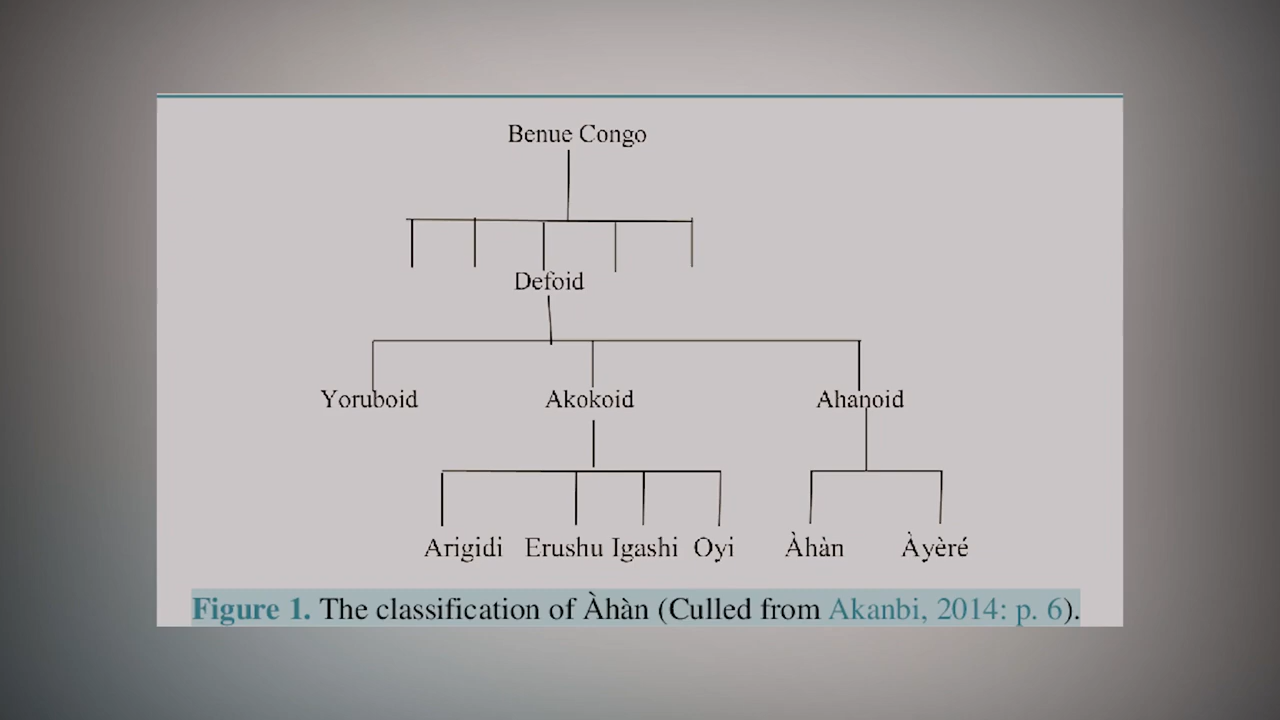 Benue Congo
Defoid
Yoruboid Akokoid Ahanoid
Arigidi Erushu Igashi Oyi Àhàn Àyèré
Figure 1. The classification of Àhàn (Culled from Akanbi, 2014: p. 6).